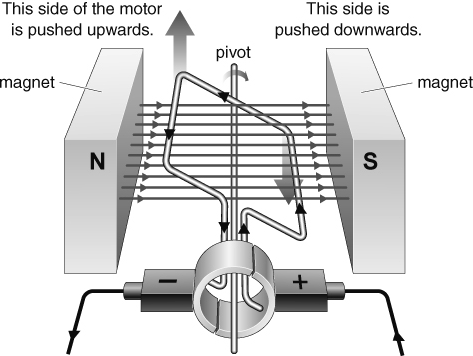 This side of the motor
is pushed upwards.
This side is
pushed downwards.
pivot
magnet
magnet
N
S
−
+